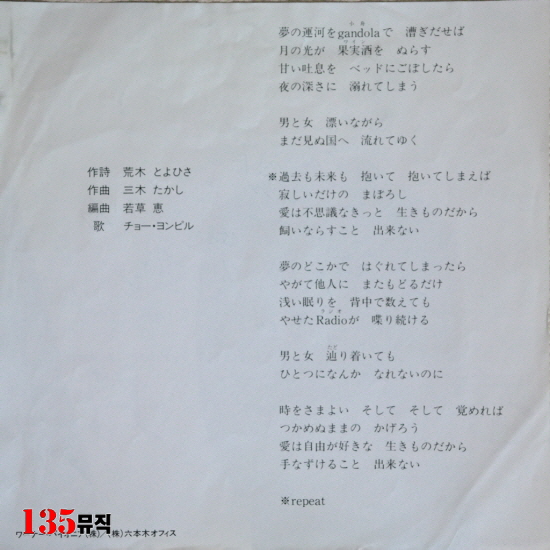 夢の運河をgandolaで 漕ぎだせば
月の光が 果実酒を ぬらす
甘い吐息を ベッドにこぼしたら
夜の深さに 溺れてしまう
男と女 漂いながら
まだ見ぬ国へ 流れてゆく
作詩 荒木 とよひさ
作曲 三木 たかし
編曲 若草 恵
歌 チョー・ヨンピル
※過去も未来も 抱いて 抱いてしまえば
寂しいだけの まぼろし
愛は不思議なきっと 生きものだから
飼いならすこと 出来ない
夢のどこかで はぐれてしまったら
やがて他人に またもどるだけ
浅い眠りを 背中で数えても
ラジオ
やせたRadioが 喋り続ける
男と女 辿り着いても
ひとつになんか なれないのに
時をさまよい そして そして 覚めれば
つかめぬままの かげろう
愛は自由が好きな 生きものだから
手なずけること 出来ない
※repeat
135뮤직
(株)六本木オフィス